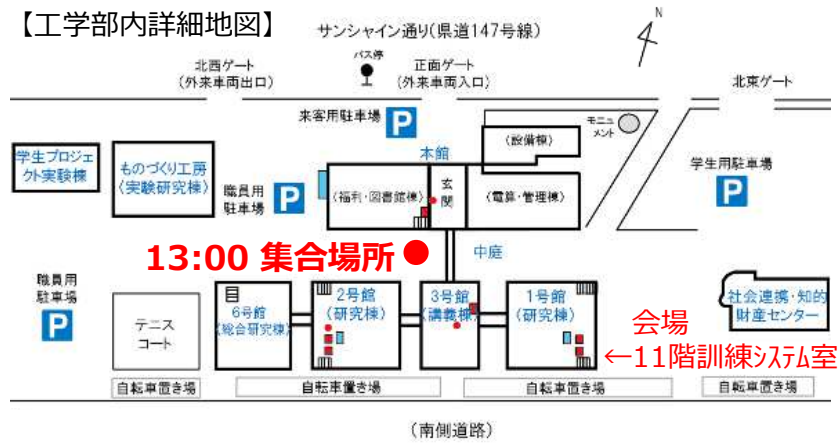 【工学部内詳細地図】
サンシャイン通り(県道147号線)
N
バス停
北西ゲート
(外来車両出口)
正面ゲート
(外来車両入口)
北東ゲート
来客用駐車場 P
モニュ
メント
(設備棟)
本館
学生プロジェ
クト実験棟
ものづくり工房
(実験研究棟)
職員用
駐車場 P
(福利・図書館棟)
玄
関
(電算・管理棟)
学生用駐車場
P
13:00 集合場所
中庭
職員用
駐車場
P
テニス
コート
6号館
(総合研究棟)
2号館
(研究棟)
3号館
(講義棟)
1号館
(研究棟)
社会連携・知的
財産センター
会場
←11階訓練システム室
自転車置き場
自転車置き場
自転車置き場
自転車置き場
(南側道路)